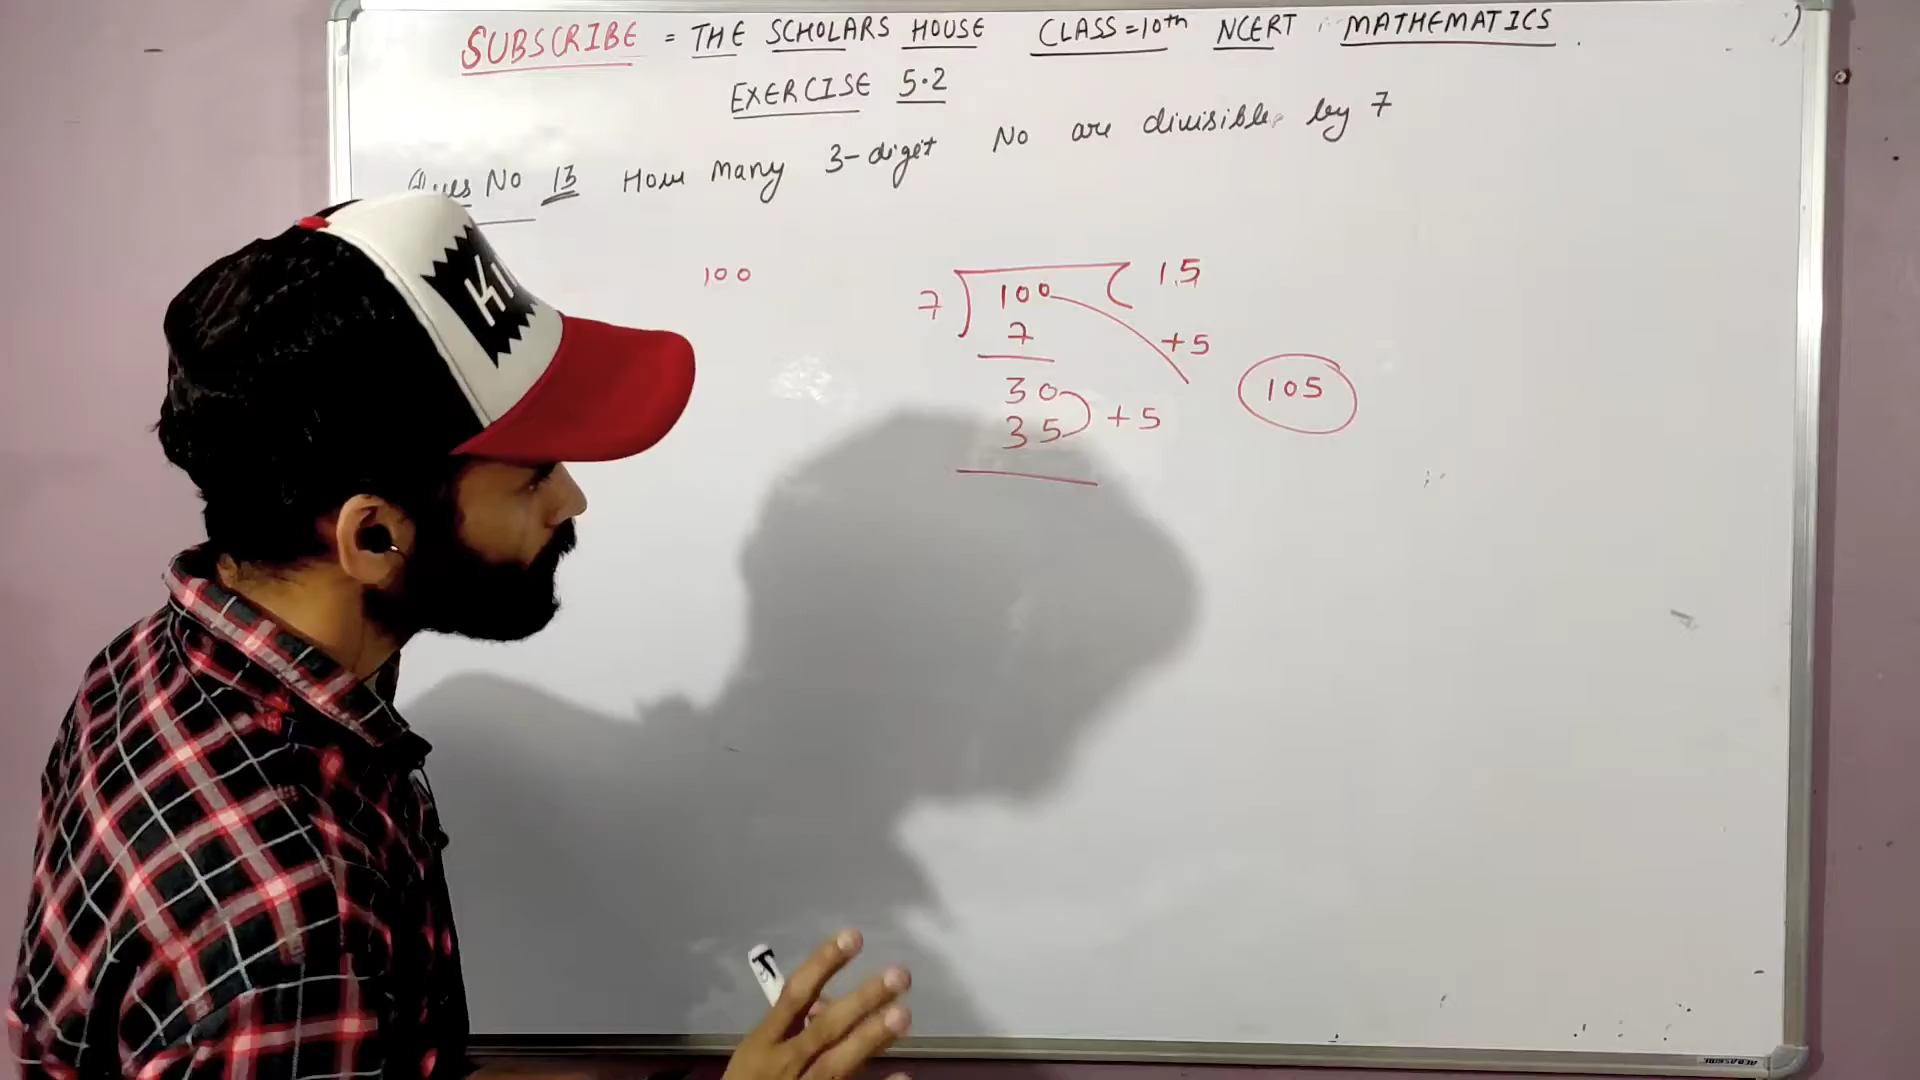 SUBSCRIBE = THE SCHOLARS HOUSE CLASS=10th NCERT MATHEMATICS
EXERCISE 5.2
Ques No 13 How many 3-digit No are divisible by 7
100
7 100 15
7
+5
30
105
35 +5